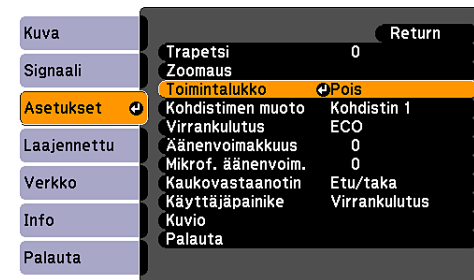 Kuva
Signaali
Asetukset
Laajennettu
Verkko
Info
Palauta
Return
Trapetsi 0
Zoomaus
Toimintalukko Pois
Kohdistimen muoto Kohdistin 1
Virrankulutus ECO
Äänenvoimakkuus 0
Mikrof. äänenvoim. 0
Kaukovastaanotin Etu/taka
Käyttäjäpainike Virrankulutus
Kuvio
Palauta